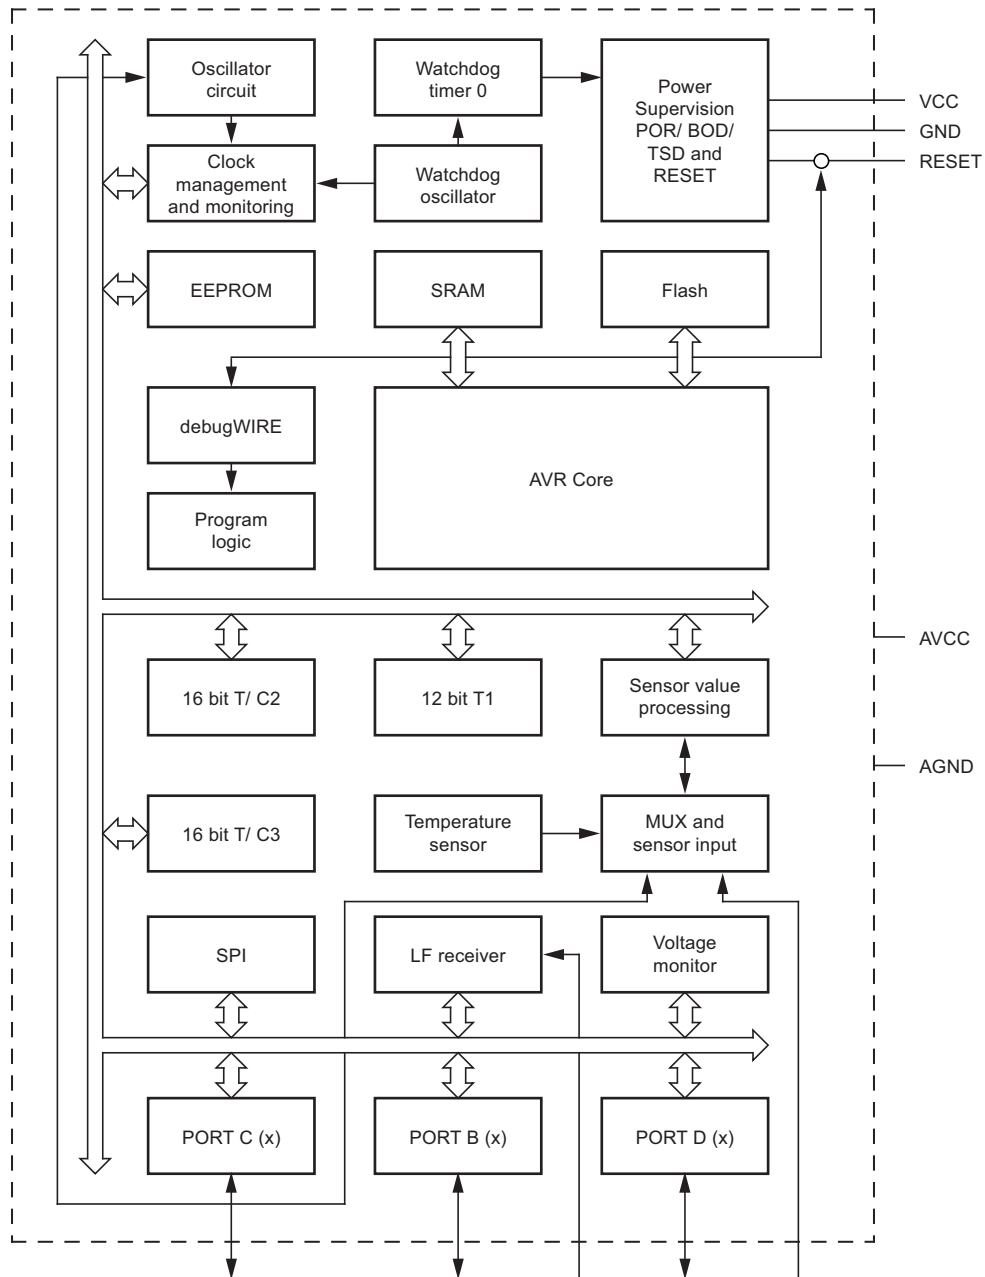 Oscillator
circuit
Watchdog
timer 0
Power
Supervision
POR/ BOD/
TSD and
RESET
VCC
GND
RESET
Clock
management
and monitoring
Watchdog
oscillator
EEPROM
SRAM
Flash
debugWIRE
AVR Core
Program
logic
AVCC
16 bit T/ C2
12 bit T1
Sensor value
processing
AGND
16 bit T/ C3
Temperature
sensor
MUX and
sensor input
SPI
LF receiver
Voltage
monitor
PORT C (x)
PORT B (x)
PORT D (x)